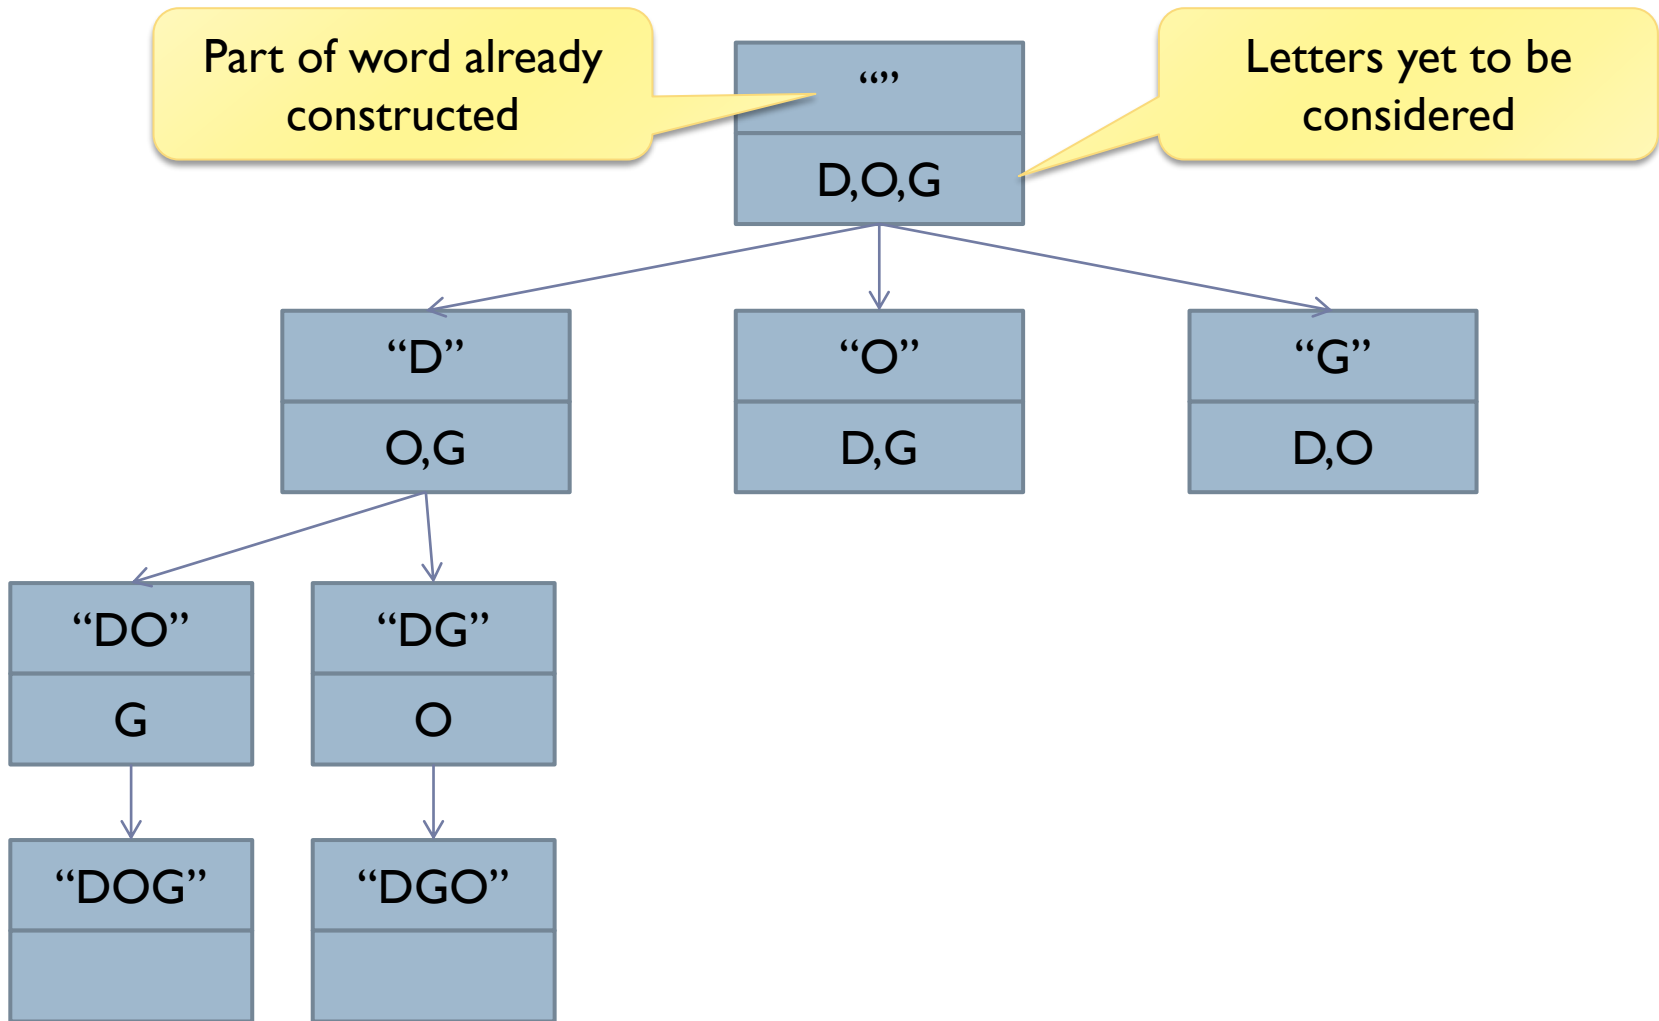 Part of word already
constructed
“”
D,O,G
Letters yet to be
considered
“D”
O,G
“O”
D,G
“G”
D,O
“DO”
G
“DG”
O
“DOG”
“DGO”